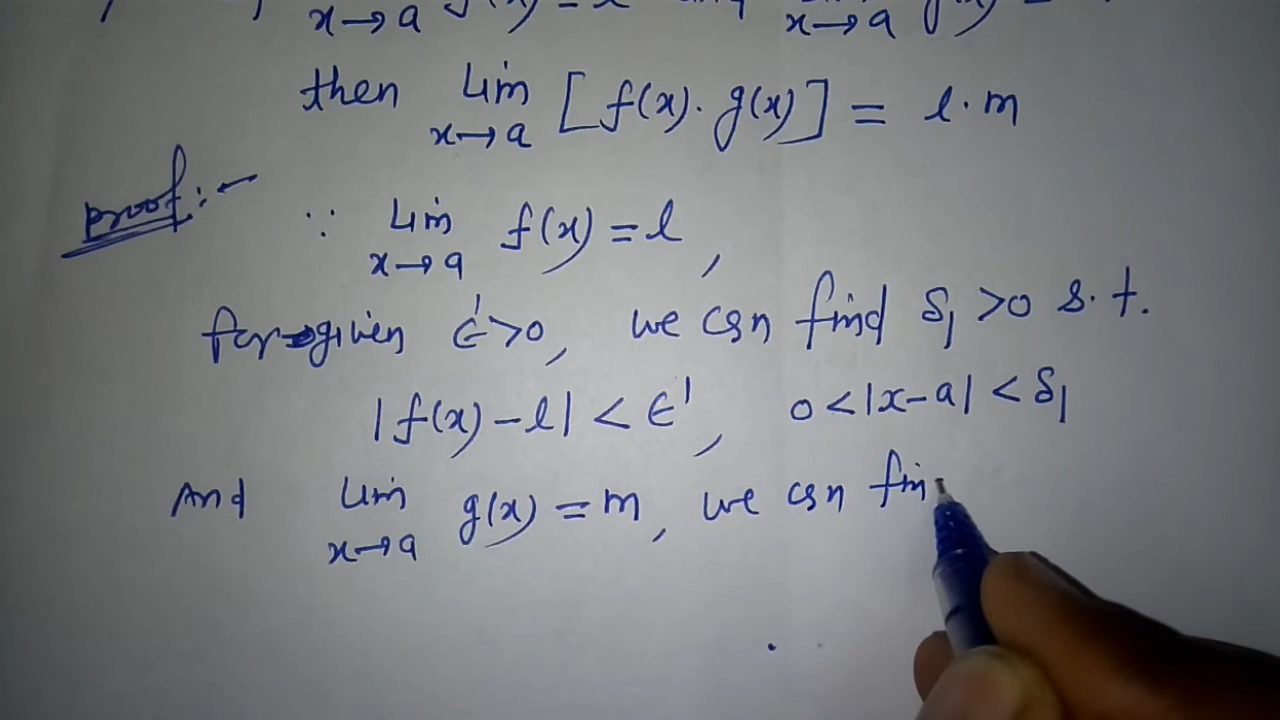 x→a x→a
then Lim x→a [f(x). g(x)] = l.m
Proof:-
∵ Lim x→a f(x) = l,
for given ϵ'>0, we can find δ₁ >0 s.t.
|f(x) - l| < ϵ', 0 <|x-a| < δ₁
And Lim x→a g(x) = m, we can fin